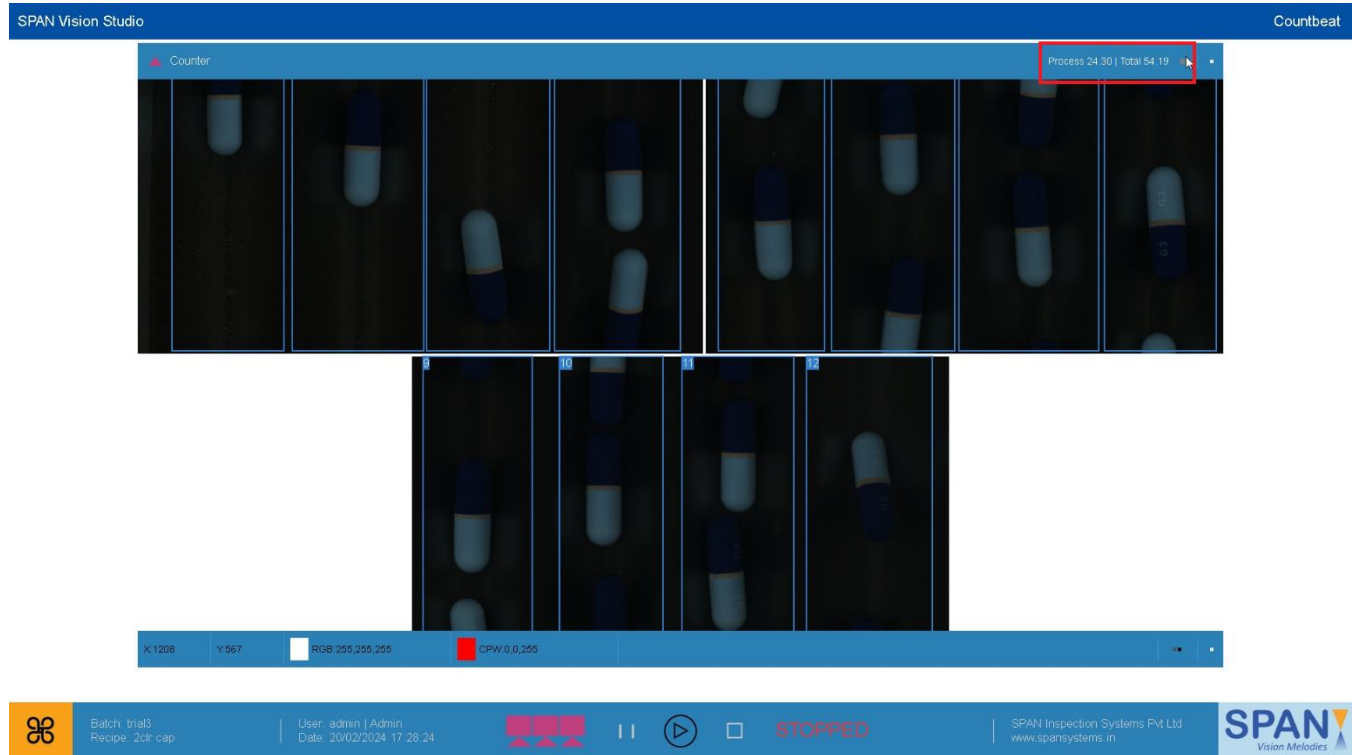 SPAN Vision Studio
Countbeat
Counter
Process 24.30 | Total 54.19
9
10
11
12
X:1208
Y:567
RGB:255,255,255
CPW:0,0,255
Batch: trial3
Recipe: 2clr cap
User: admin | Admin
Date: 20/02/2024 17:28:24
STOPPED
SPAN Inspection Systems Pvt Ltd
www.spansystems.in
SPAN
Vision Melodies